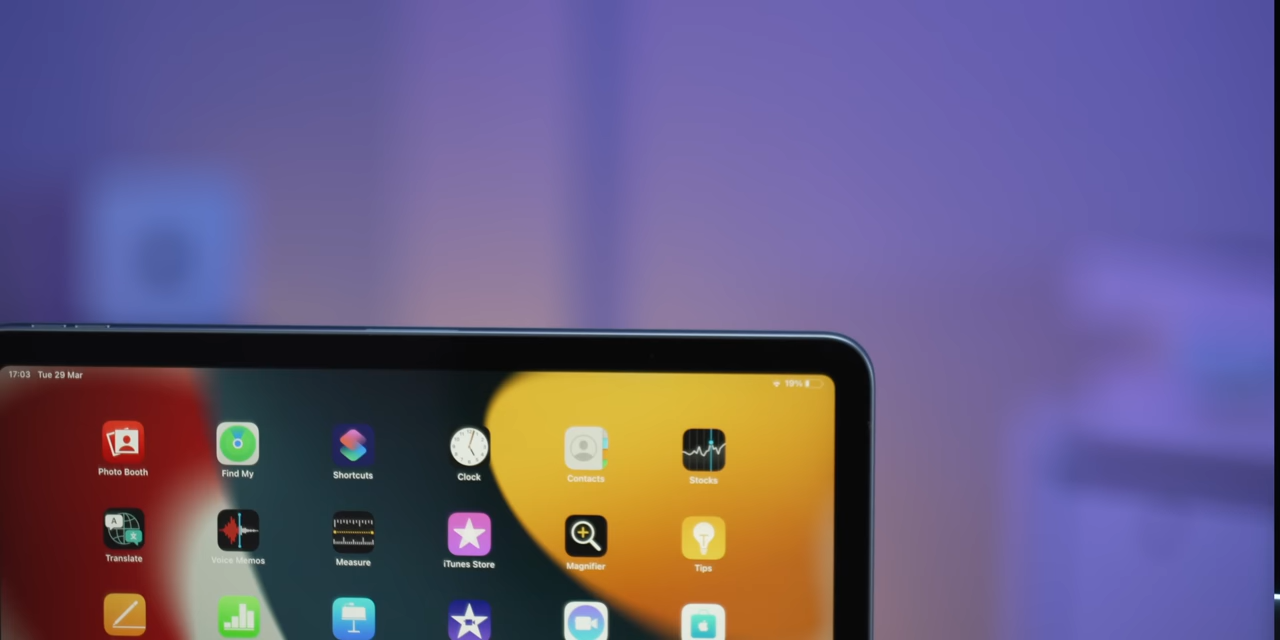 17:03 Tue 29 Mar
19%
Photo Booth
Find My
Shortcuts
Clock
Contacts
Stocks
Translate
Voice Memos
Measure
iTunes Store
Magnifier
Tips